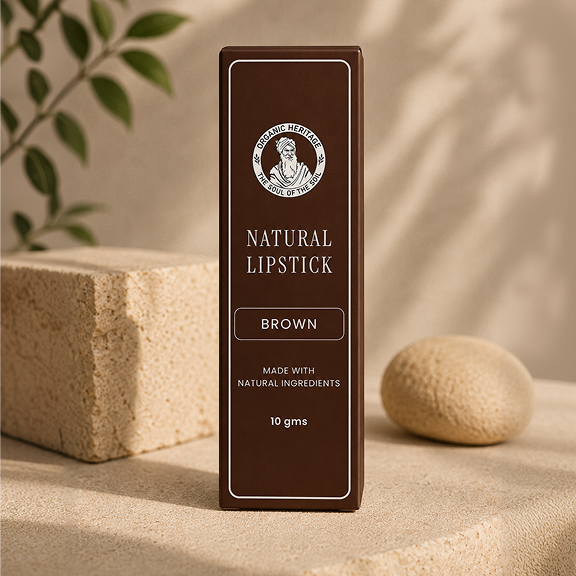 ORGANIC HERITAGE
THE SOUL OF THE SOIL
NATURAL
LIPSTICK
BROWN
MADE WITH
NATURAL INGREDIENTS
10 gms